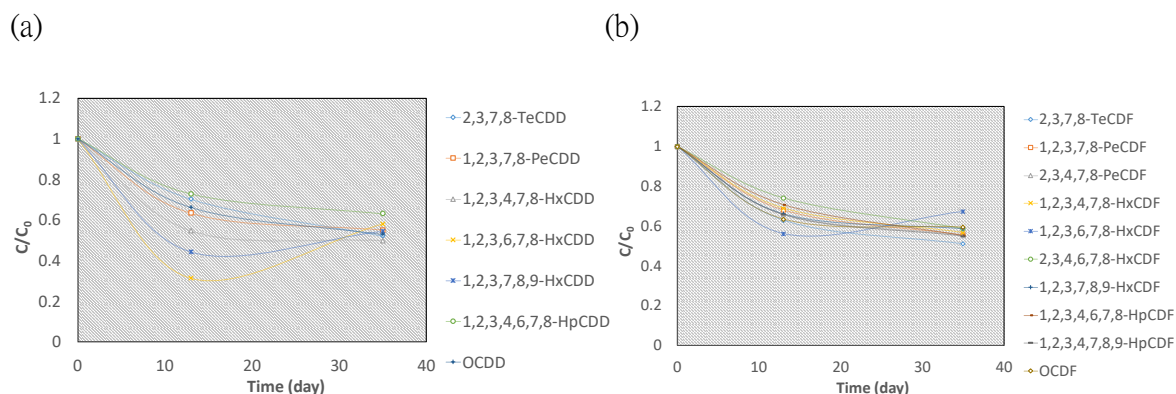 (a)
(b)
1.2
1
0.8
0.6
0.4
0.2
0
C/C0
0 10 20 30 40
Time (day)
2,3,7,8-TeCDD
1,2,3,7,8-PeCDD
1,2,3,4,7,8-HxCDD
1,2,3,6,7,8-HxCDD
1,2,3,7,8,9-HxCDD
1,2,3,4,6,7,8-HpCDD
OCDD
1.2
1
0.8
0.6
0.4
0.2
0
C/C0
0 10 20 30 40
Time (day)
2,3,7,8-TeCDF
1,2,3,7,8-PeCDF
2,3,4,7,8-PeCDF
1,2,3,4,7,8-HxCDF
1,2,3,6,7,8-HxCDF
2,3,4,6,7,8-HxCDF
1,2,3,7,8,9-HxCDF
1,2,3,4,6,7,8-HpCDF
1,2,3,4,7,8,9-HpCDF
OCDF